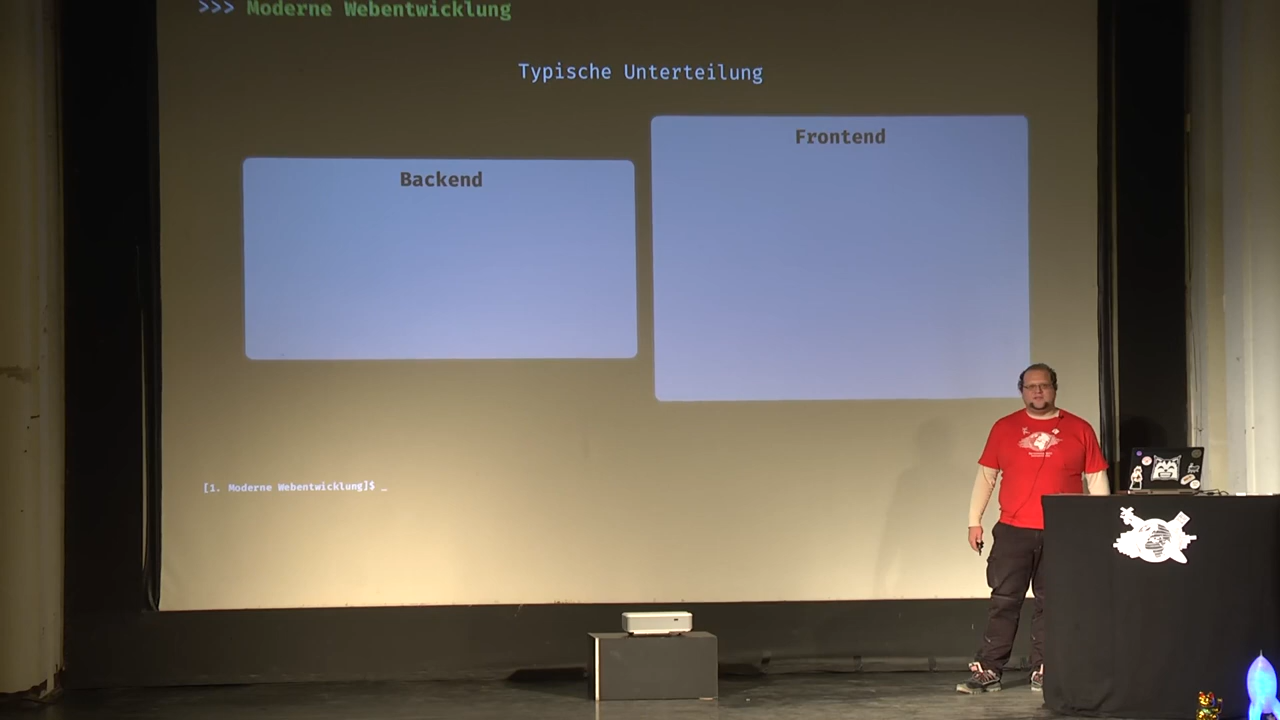 >>> Moderne Webentwicklung
Typische Unterteilung
Backend
Frontend
[1. Moderne Webentwicklung]$ _